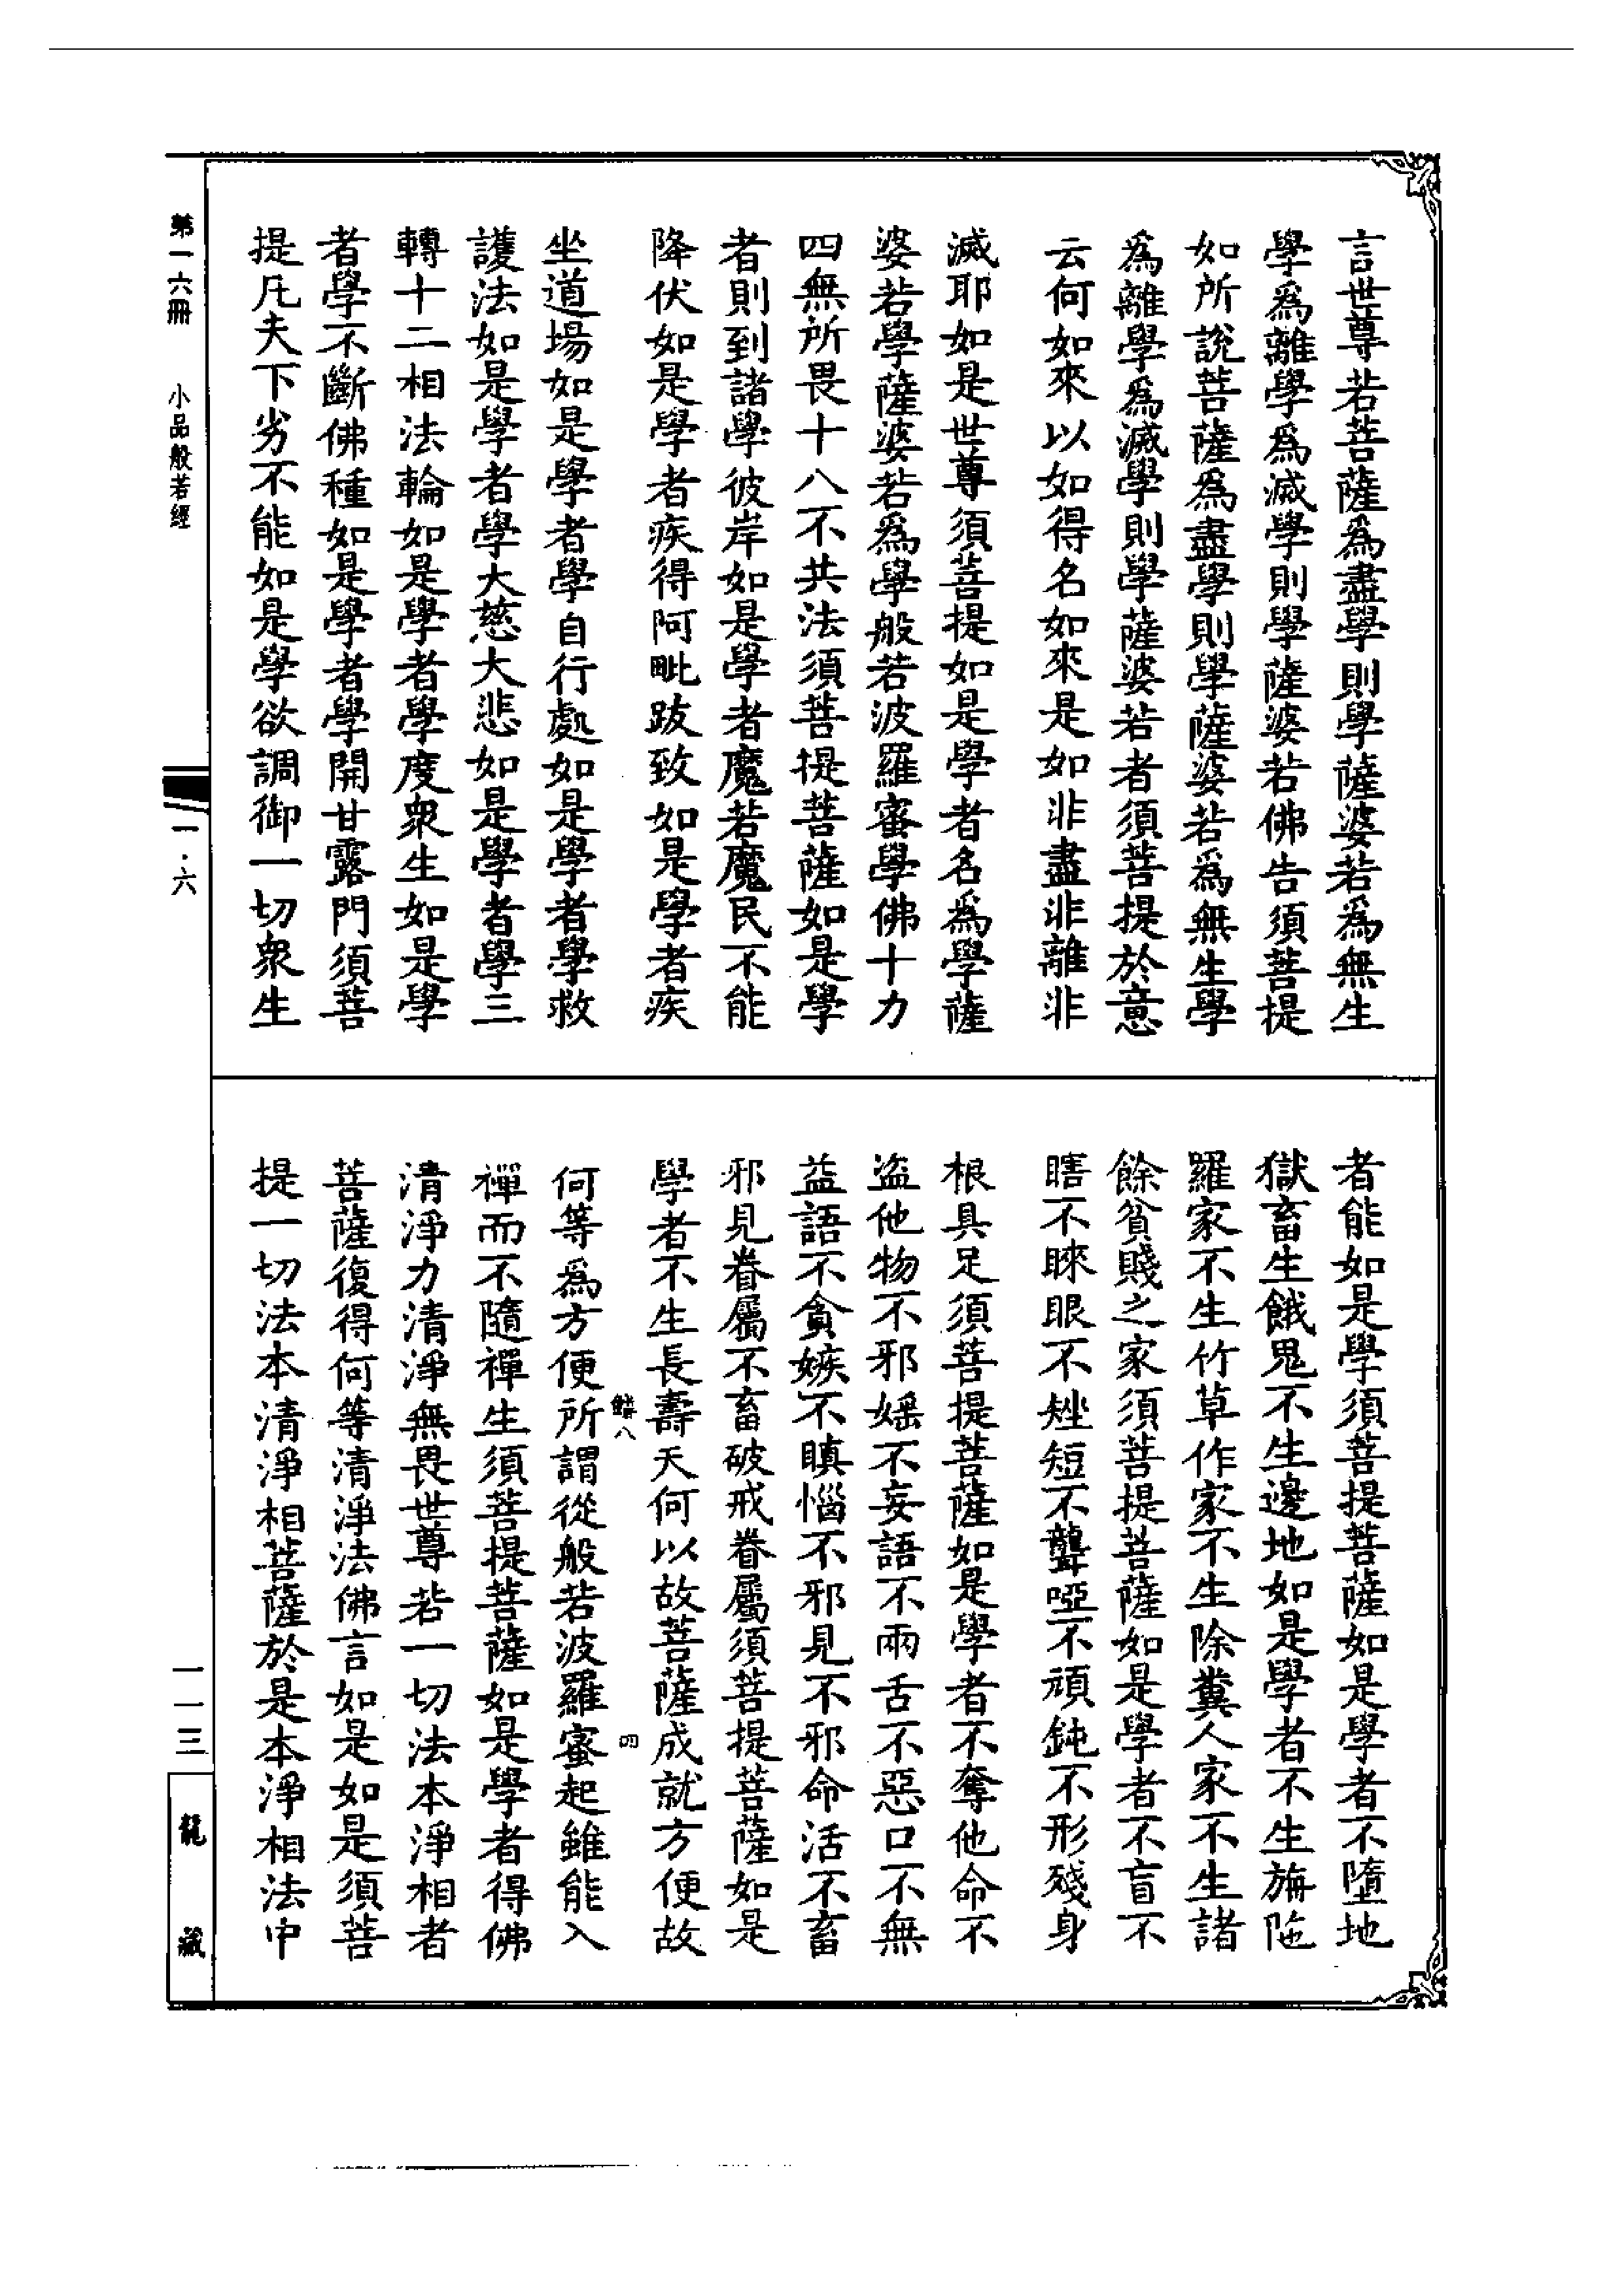 言世尊若菩薩為盡學則學薩婆若為無生
學為離學為滅學則學薩婆若佛告須菩提
如所說菩薩為盡學則學薩婆若為無生學
為離學為滅學則學薩婆若者須菩提於意
云何如來以如得名如來是如非盡非離非
滅耶如是世尊須菩提如是學者名為學薩
婆若學薩婆若為學般若波羅蜜學佛十力
四無所畏十八不共法須菩提菩薩如是學
者則到諸學彼岸如是學者魔若魔民不能
降伏如是學者疾得阿毗跋致如是學者疾
坐道場如是學者學自行處如是學者學救
護法如是學者學大慈大悲如是學者學三
轉十二相法輪如是學者學度眾生如是學
者學不斷佛種如是學者學開甘露門須菩
提凡夫下劣不能如是學欲調御一切眾生
者能如是學須菩提菩薩如是學者不墮地
獄畜生餓鬼不生邊地如是學者不生旃陁
羅家不生竹草作家不生除糞人家不生諸
餘貧賤之家須菩提菩薩如是學者不盲不
瞎不睞眼不矬短不聾啞不頑鈍不形殘身
根具足須菩提菩薩如是學者不奪他命不
盜他物不邪婬不妄語不兩舌不惡口不無
益語不貪嫉不瞋惱不邪見不邪命活不畜
邪見眷屬不畜破戒眷屬須菩提菩薩如是
學者不生長壽天何以故菩薩成就方便故
八 四
何等為方便所謂從般若波羅蜜起雖能入
禪而不隨禪生須菩提菩薩如是學者得佛
清淨力清淨無畏世尊若一切法本淨相者
菩薩復得何等清淨法佛言如是如是須菩
提一切法本清淨相菩薩於是本淨相法中
第一六冊 小品般若經 一·六 一一三 龍藏